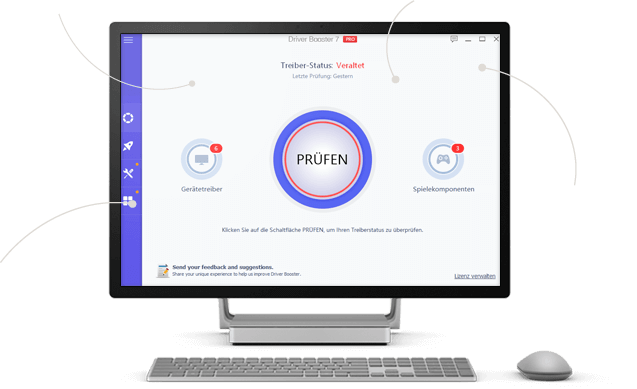 Driver Booster 7 PRO
Treiber-Status: Veraltet
Letzte Prüfung: Gestern
6
3
PRÜFEN
Gerätetreiber
Spielekomponenten
Klicken Sie auf die Schaltfläche PRÜFEN, um Ihren Treiberstatus zu überprüfen.
Send your feedback and suggestions.
Share your unique experience to help us improve Driver Booster.
Lizenz verwalten